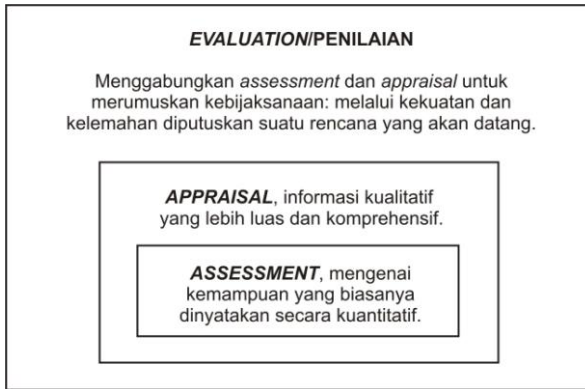 EVALUATION/PENILAIAN
Menggabungkan assessment dan appraisal untuk
merumuskan kebijaksanaan: melalui kekuatan dan
kelemahan diputuskan suatu rencana yang akan datang.
APPRAISAL, informasi kualitatif
yang lebih luas dan komprehensif.
ASSESSMENT, mengenai
kemampuan yang biasanya
dinyatakan secara kuantitatif.